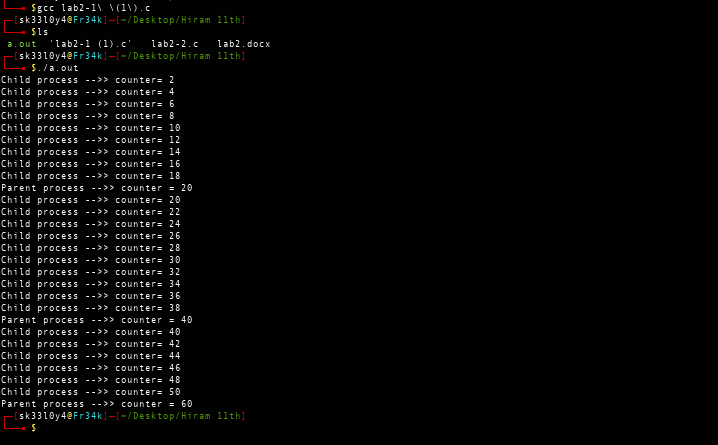 $gcc lab2-1\ \(1\).c
[sk33l0y4@Fr34k]-[~/Desktop/Hiram 11th]
$ls
a.out 'lab2-1 (1).c' lab2-2.c lab2.docx
[sk33l0y4@Fr34k]-[~/Desktop/Hiram 11th]
$./a.out
Child process -->> counter= 2
Child process -->> counter= 4
Child process -->> counter= 6
Child process -->> counter= 8
Child process -->> counter= 10
Child process -->> counter= 12
Child process -->> counter= 14
Child process -->> counter= 16
Child process -->> counter= 18
Parent process -->> counter = 20
Child process -->> counter= 20
Child process -->> counter= 22
Child process -->> counter= 24
Child process -->> counter= 26
Child process -->> counter= 28
Child process -->> counter= 30
Child process -->> counter= 32
Child process -->> counter= 34
Child process -->> counter= 36
Child process -->> counter= 38
Parent process -->> counter = 40
Child process -->> counter= 40
Child process -->> counter= 42
Child process -->> counter= 44
Child process -->> counter= 46
Child process -->> counter= 48
Child process -->> counter= 50
Parent process -->> counter = 60
[sk33l0y4@Fr34k]-[~/Desktop/Hiram 11th]
$